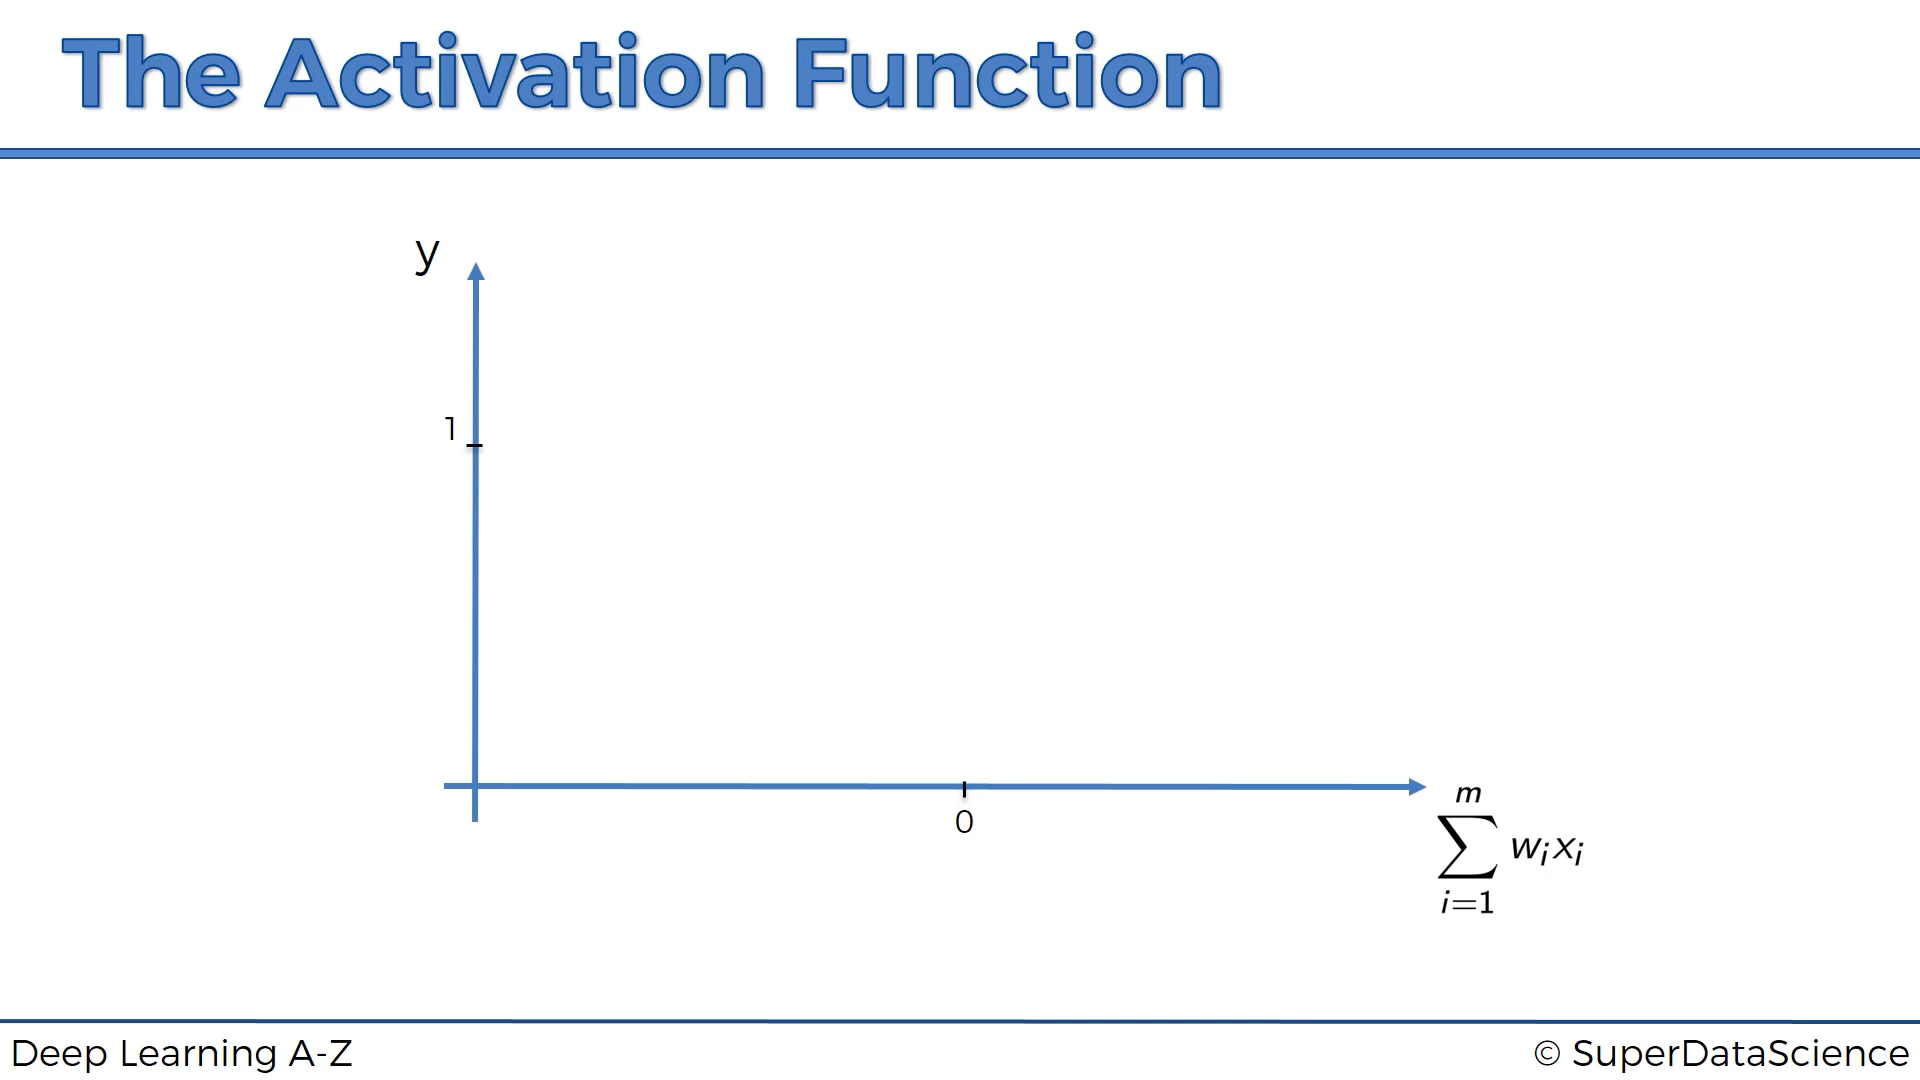 The Activation Function
y
1
0
m
∑ wᵢxᵢ
i=1
Deep Learning A-Z
© SuperDataScience